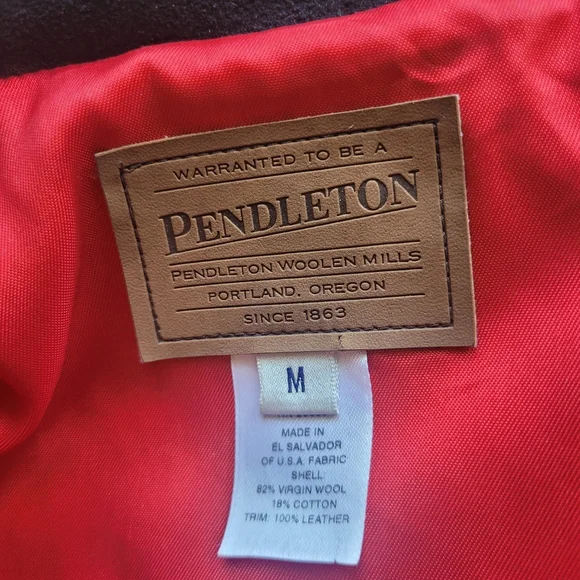 WARRANTED TO BE A
PENDLETON
PENDLETON WOOLEN MILLS
PORTLAND, OREGON
SINCE 1863
M
MADE IN
EL SALVADOR
OF U.S.A. FABRIC
SHELL:
82% VIRGIN WOOL
18% COTTON
TRIM: 100% LEATHER